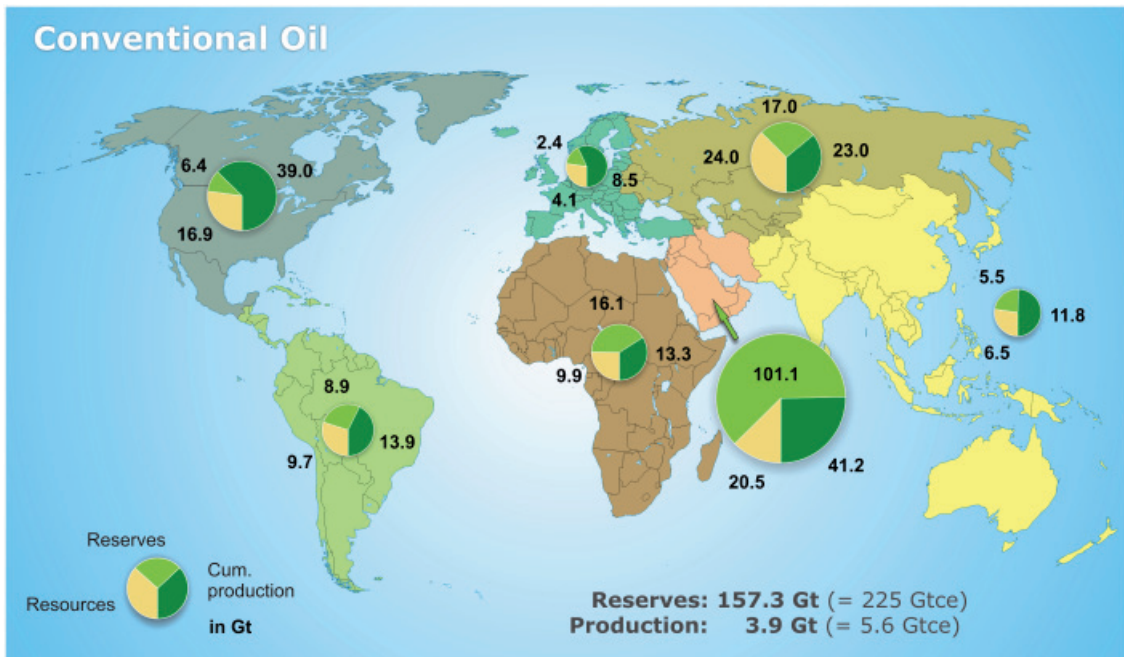 Conventional Oil
17.0
2.4
24.0
23.0
6.4
39.0
8.5
4.1
16.9
5.5
16.1
11.8
13.3
6.5
9.9
101.1
8.9
13.9
9.7
41.2
20.5
Reserves
Cum.
production
Resources
in Gt
Reserves: 157.3 Gt (= 225 Gtce)
Production: 3.9 Gt (= 5.6 Gtce)